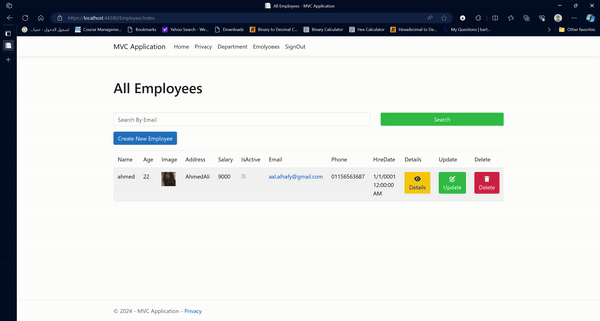 All Employees - MVC Application
https://localhost:44389/Employee/Index
Course Manageme...
Bookmarks
Yahoo Search - We...
Downloads
Binary to Decimal C...
Binary Calculator
Hex Calculator
Hexadecimal to De...
My Questions | bart...
Other favorites
MVC Application Home Privacy Department Emolyoees SignOut
All Employees
Search By Email Search
Create New Employee
Name Age Image Address Salary IsActive Email Phone HireDate Details Update Delete
ahmed 22 AhmedAli 9000 aal.alhafy@gmail.com 01156563687 1/1/0001
12:00:00
AM
Details Update Delete
© 2024 - MVC Application - Privacy